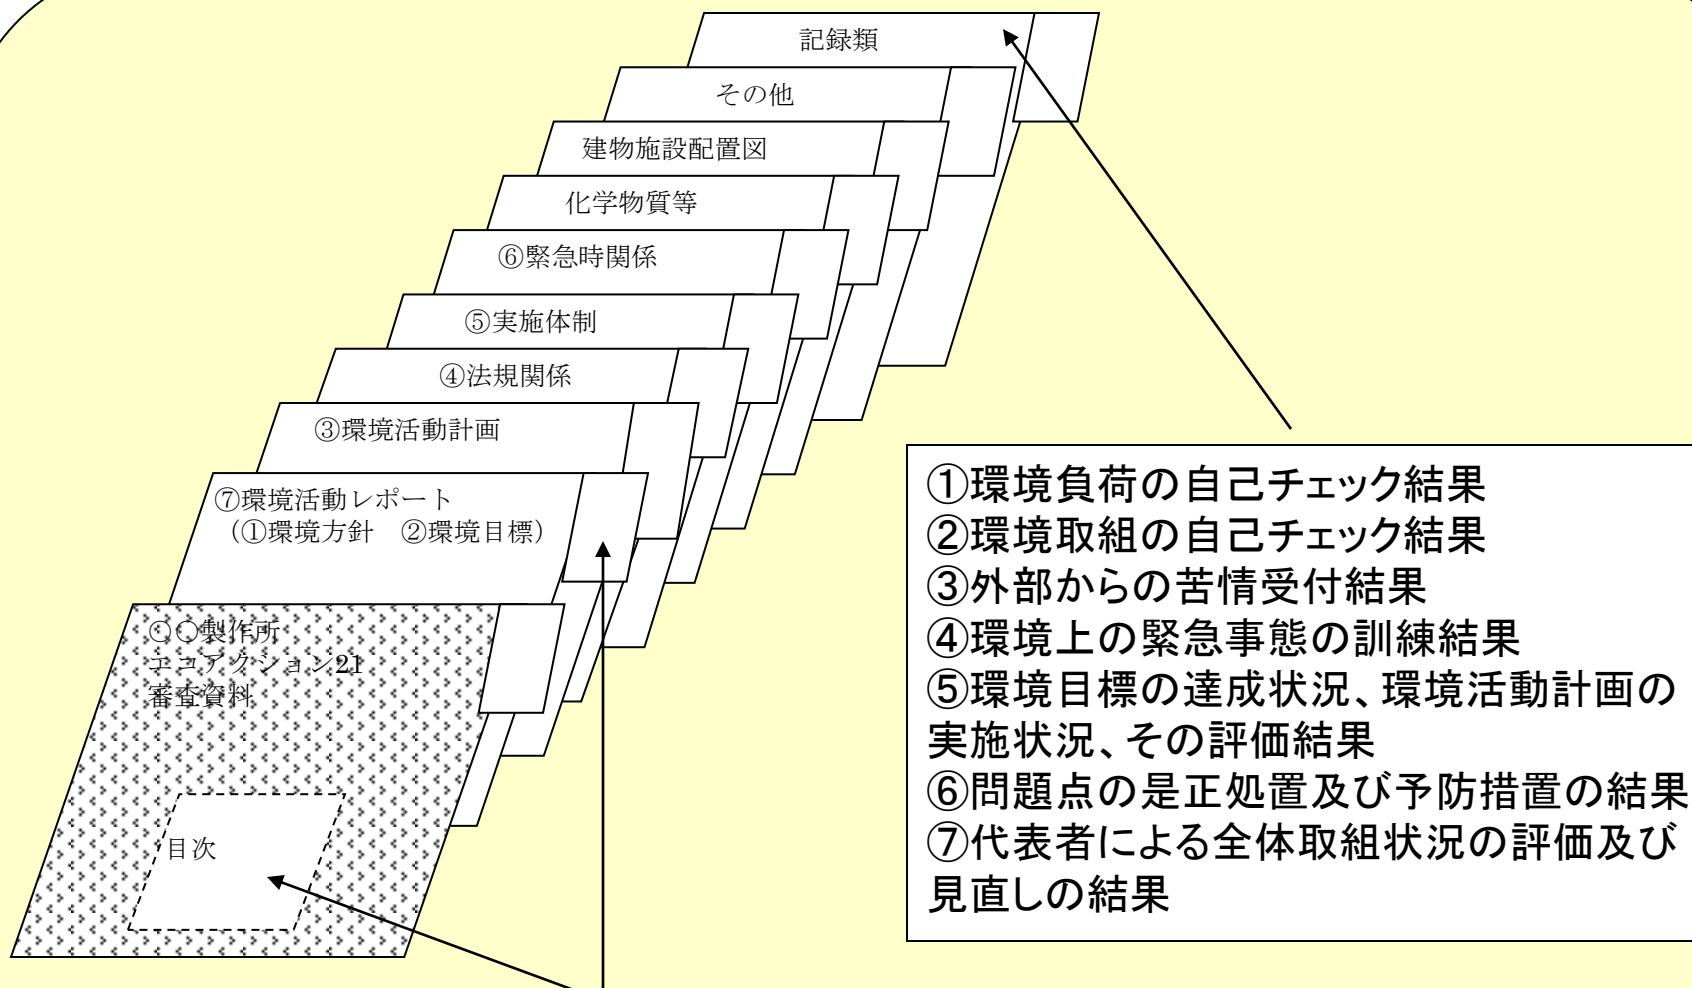 記録類
その他
建物施設配置図
化学物質等
⑥緊急時関係
⑤実施体制
④法規関係
③環境活動計画
⑦環境活動レポート
（①環境方針　②環境目標）
〇〇製作所
エコアクション21
審査資料
目次
①環境負荷の自己チェック結果
②環境取組の自己チェック結果
③外部からの苦情受付結果
④環境上の緊急事態の訓練結果
⑤環境目標の達成状況、環境活動計画の
実施状況、その評価結果
⑥問題点の是正処置及び予防措置の結果
⑦代表者による全体取組状況の評価及び
見直しの結果